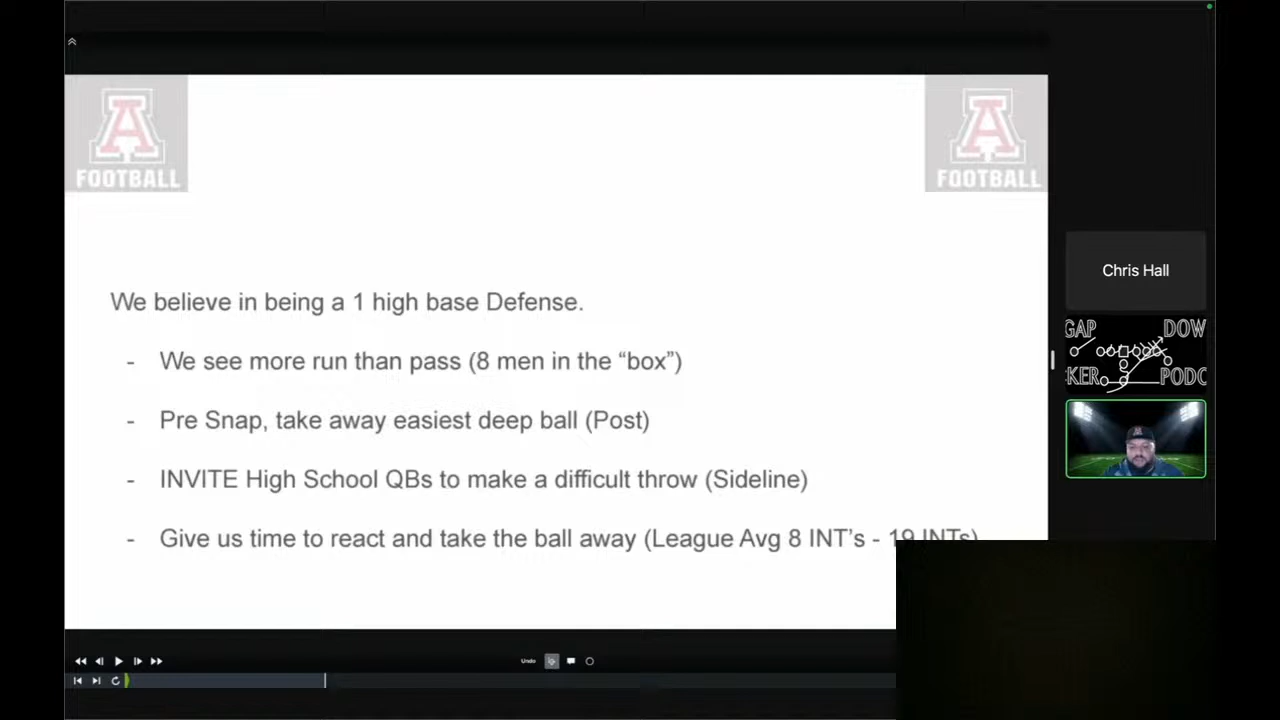 A
FOOTBALL
A
FOOTBALL
We believe in being a 1 high base Defense.
- We see more run than pass (8 men in the “box”)
- Pre Snap, take away easiest deep ball (Post)
- INVITE High School QBs to make a difficult throw (Sideline)
- Give us time to react and take the ball away (League Avg 8 INT’s - 19 INTs)
Chris Hall
GAP DOW
KER PODC
A
Undo